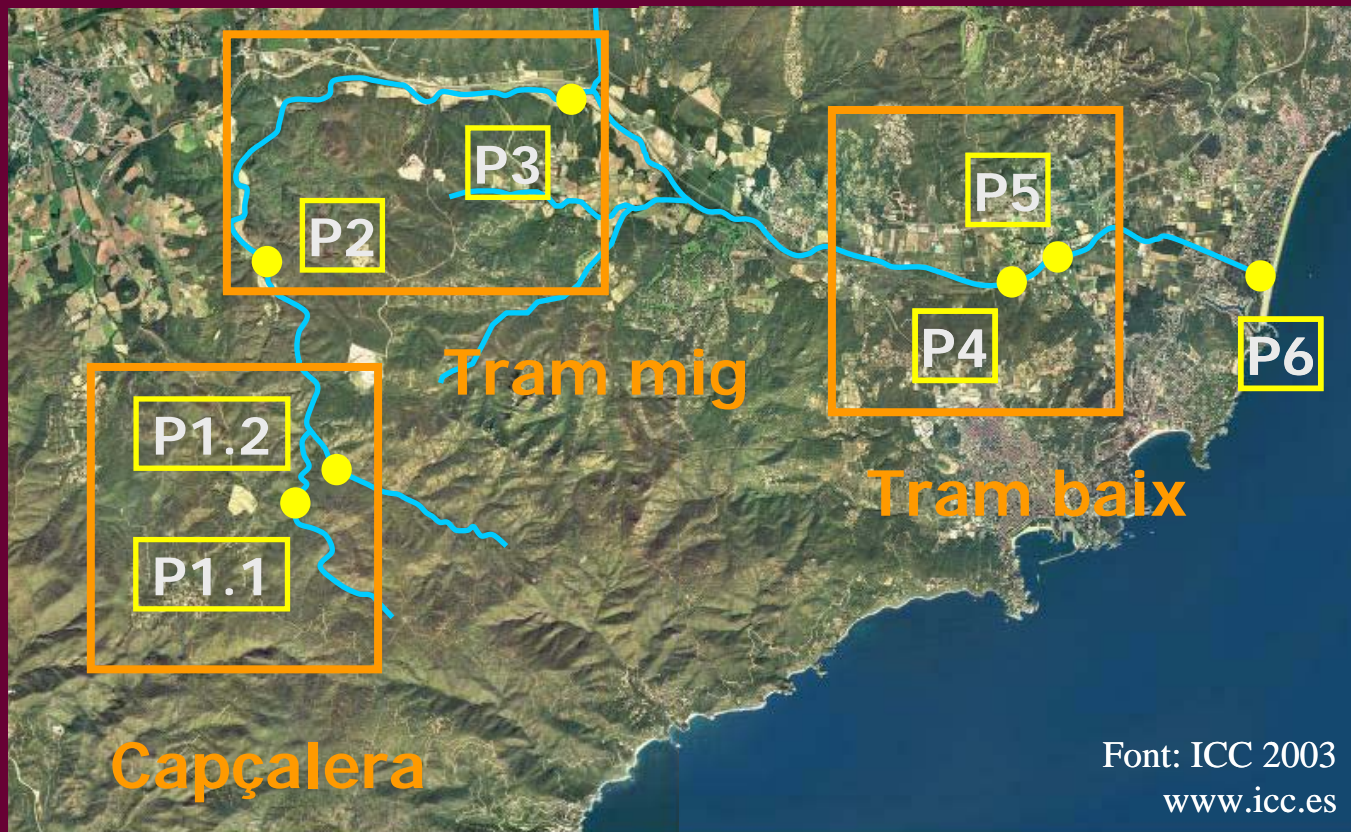 P3
P5
P2
P4
P6
Tram mig
P1.2
Tram baix
P1.1
Capçalera
Font: ICC 2003
www.icc.es